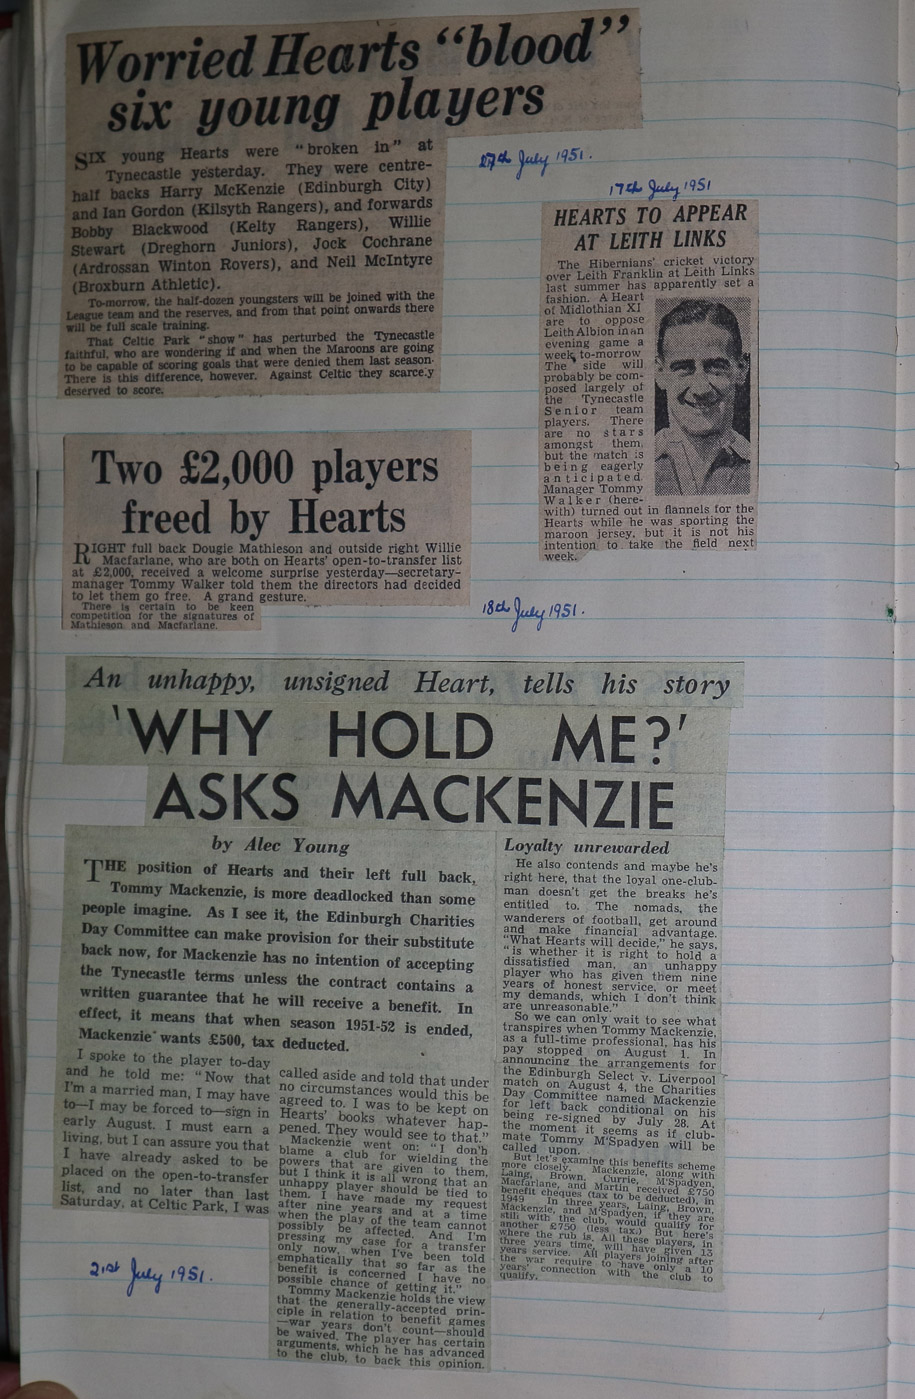 Worried Hearts “blood”
six young players
SIX young Hearts were “broken in” at
Tynecastle yesterday. They were centre-
half backs Harry McKenzie (Edinburgh City)
and Ian Gordon (Kilsyth Rangers), and forwards
Bobby Blackwood (Kelty Rangers), Willie
Stewart (Dreghorn Juniors), Jock Cochrane
(Ardrossan Winton Rovers), and Neil McIntyre
(Broxburn Athletic).
To-morrow, the half-dozen youngsters will be joined with the
League team and the reserves, and from that point onwards there
will be full scale training.
That Celtic Park “show” has perturbed the Tynecastle
faithful, who are wondering if and when the Maroons are going
to be capable of scoring goals that were denied them last season.
There is this difference, however. Against Celtic they scarce.y
deserved to score.
27th July 1951.
17th July 1951
HEARTS TO APPEAR
AT LEITH LINKS
The Hibernians' cricket victory
over Leith Franklin at Leith Links
last summer has apparently set a
fashion. A Heart
of Midlothian XI
are to oppose
Leith Albion in an
evening game a
week to-morrow
The side will
probably be com-
posed largely of
the Tynecastle
Senior team
players. There
are no stars
amongst them,
but the match is
being eagerly
anticipated.
Manager Tommy
Walker (here-
with) turned out in flannels for the
Hearts while he was sporting the
maroon jersey, but it is not his
intention to take the field next
week.
Two £2,000 players
freed by Hearts
RIGHT full back Dougie Mathieson and outside right Willie
Macfarlane, who are both on Hearts' open-to-transfer list
at £2,000, received a welcome surprise yesterday—secretary-
manager Tommy Walker told them the directors had decided
to let them go free. A grand gesture.
There is certain to be keen
competition for the signatures of
Mathieson and Macfarlane.
18th July 1951.
An unhappy, unsigned Heart, tells his story
'WHY HOLD ME?'
ASKS MACKENZIE
by Alec Young
THE position of Hearts and their left full back,
Tommy Mackenzie, is more deadlocked than some
people imagine. As I see it, the Edinburgh Charities
Day Committee can make provision for their substitute
back now, for Mackenzie has no intention of accepting
the Tynecastle terms unless the contract contains a
written guarantee that he will receive a benefit. In
effect, it means that when season 1951-52 is ended,
Mackenzie wants £500, tax deducted.
I spoke to the player to-day
and he told me: “Now that
I'm a married man, I may have
to—I may be forced to—sign in
early August. I must earn a
living, but I can assure you that
I have already asked to be
placed on the open-to-transfer
list, and no later than last
Saturday, at Celtic Park, I was
called aside and told that under
no circumstances would this be
agreed to. I was to be kept on
Hearts' books whatever hap-
pened. They would see to that.”
Mackenzie went on: “I don't
blame a club for wielding the
powers that are given to them,
but I think it is all wrong that an
unhappy player should be tied to
them. I have made my request
after nine years and at a time
when the play of the team cannot
possibly be affected. And I'm
pressing my case for a transfer
only now, when I've been told
emphatically that so far as the
benefit is concerned I have no
possible chance of getting it.”
Tommy Mackenzie holds the view
that the generally-accepted prin-
ciple in relation to benefit games
—war years don't count—should
be waived. The player has certain
arguments, which he has advanced
to the club, to back this opinion.
Loyalty unrewarded
He also contends and maybe he's
right here, that the loyal one-club-
man doesn't get the breaks he's
entitled to. The nomads, the
wanderers of football, get around
and make financial advantage.
“What Hearts will decide,” he says,
“is whether it is right to hold a
dissatisfied man, an unhappy
player who has given them nine
years of honest service, or meet
my demands, which I don't think
are unreasonable.”
So we can only wait to see what
transpires when Tommy Mackenzie,
as a full-time professional, has his
pay stopped on August 1. In
announcing the arrangements for
the Edinburgh Select v. Liverpool
match on August 4, the Charities
Day Committee named Mackenzie
for left back conditional on his
being re-signed by July 28. At
the moment it seems as if club-
mate Tommy M'Spadyen will be
called upon.
But let's examine this benefits scheme
more closely. Mackenzie, along with
Laing, Brown, Currie, M'Spadyen,
Macfarlane, and Martin received £750
benefit cheques (tax to be deducted), in
1949. In three years, Laing, Brown,
Mackenzie, and M'Spadyen, if they are
still with the club, would qualify for
another £750 (less tax.) But here's
where the rub is. All these players, in
three years time, will have given 13
years service. All players joining after
the war require to have only a 10
years' connection with the club to
qualify.
21st July 1951.